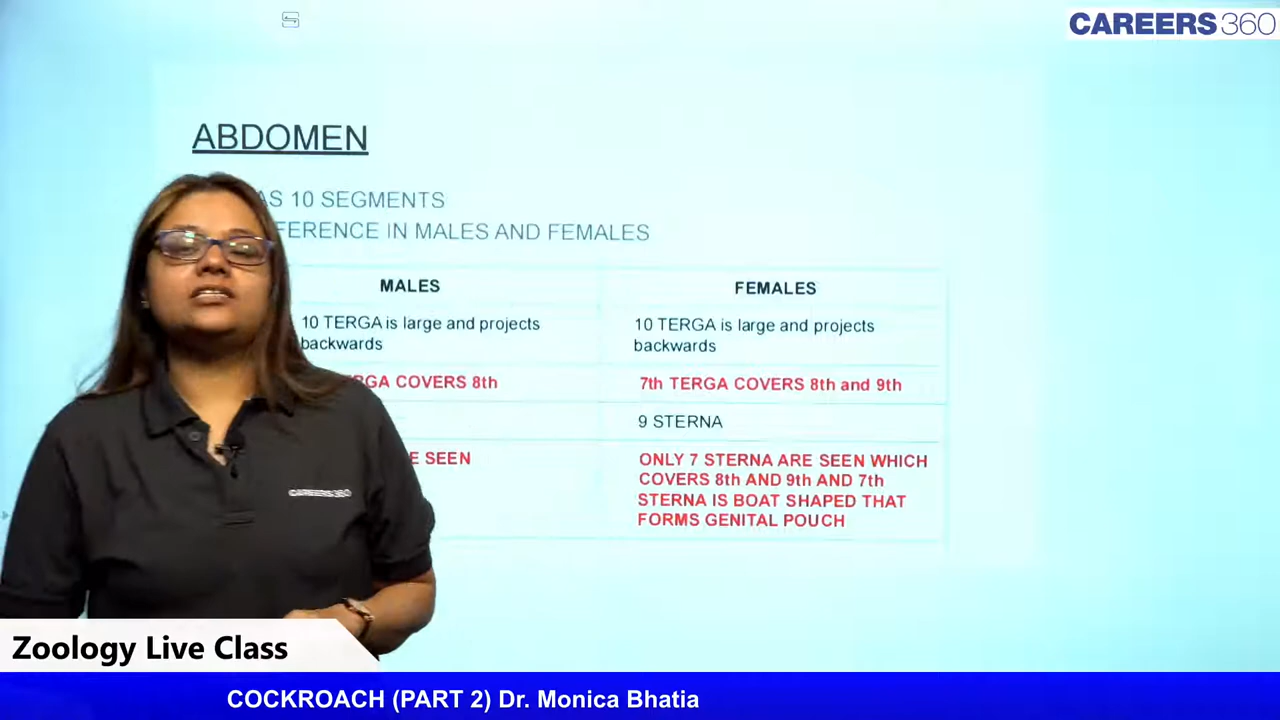 CAREERS360
ABDOMEN
AS 10 SEGMENTS
FERENCE IN MALES AND FEMALES
MALES
FEMALES
10 TERGA is large and projects
backwards
10 TERGA is large and projects
backwards
RGA COVERS 8th
7th TERGA COVERS 8th and 9th
9 STERNA
E SEEN
ONLY 7 STERNA ARE SEEN WHICH
COVERS 8th AND 9th AND 7th
STERNA IS BOAT SHAPED THAT
FORMS GENITAL POUCH
CAREERS360
Zoology Live Class
COCKROACH (PART 2) Dr. Monica Bhatia